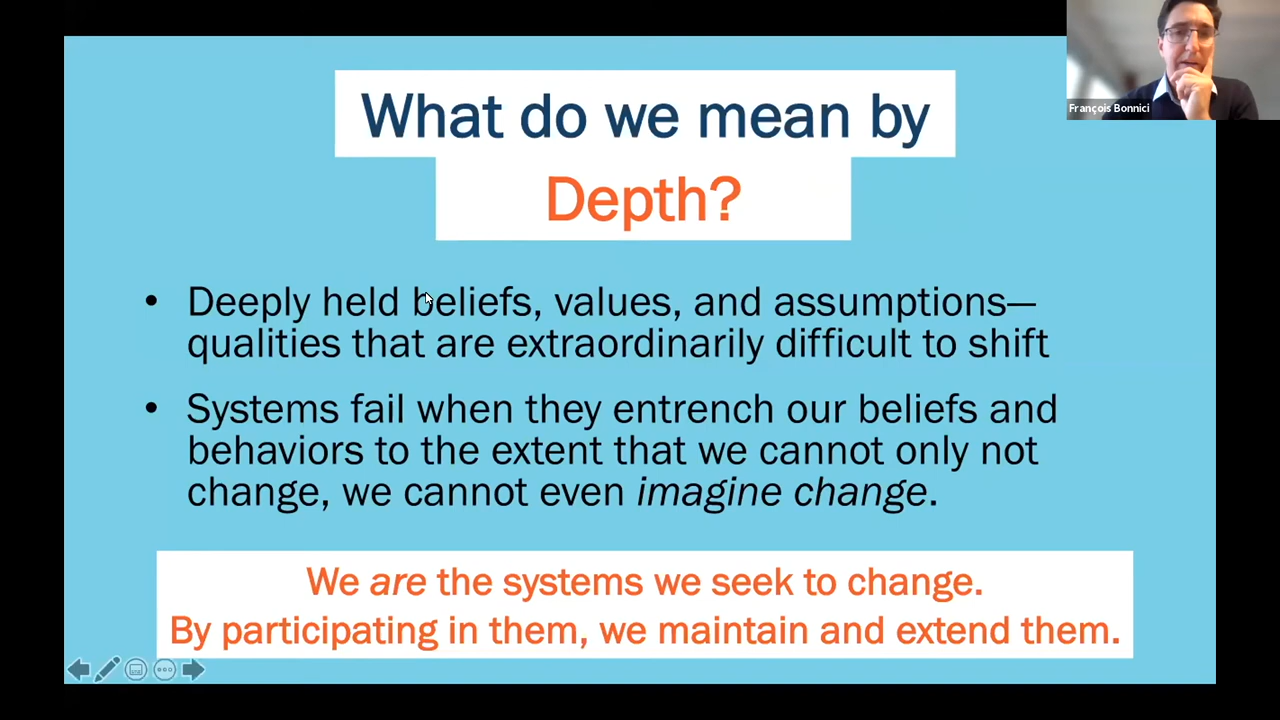 What do we mean by
Depth?
François Bonnici
• Deeply held beliefs, values, and assumptions—
qualities that are extraordinarily difficult to shift
• Systems fail when they entrench our beliefs and
behaviors to the extent that we cannot only not
change, we cannot even imagine change.
We are the systems we seek to change.
By participating in them, we maintain and extend them.